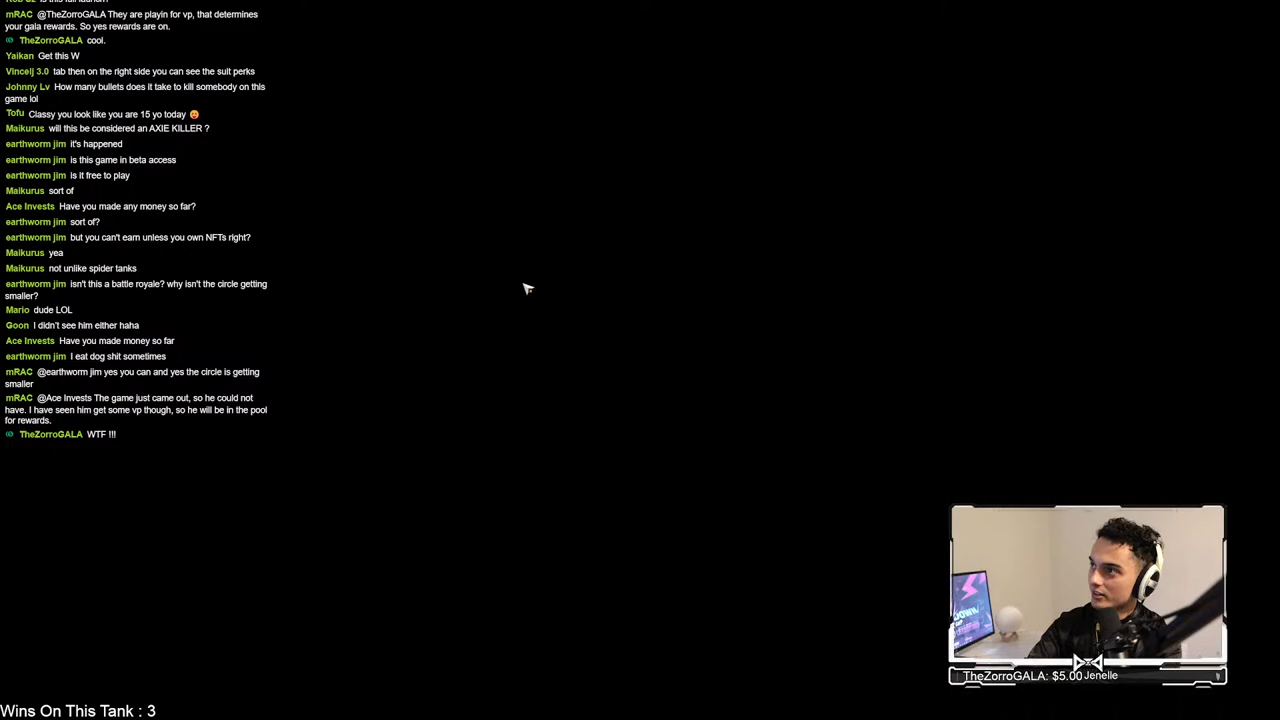 mRAC @TheZorroGALA They are playin for vp, that determines
your gala rewards. So yes rewards are on.
TheZorroGALA cool.
Yaikan Get this W
Vincelj 3.0 tab then on the right side you can see the suit perks
Johnny Lv How many bullets does it take to kill somebody on this
game lol
Tofu Classy you look like you are 15 yo today
Maikurus will this be considered an AXIE KILLER ?
earthworm jim it's happened
earthworm jim is this game in beta access
earthworm jim is it free to play
Maikurus sort of
Ace Invests Have you made any money so far?
earthworm jim sort of?
earthworm jim but you can't earn unless you own NFTs right?
Maikurus yea
Maikurus not unlike spider tanks
earthworm jim isn't this a battle royale? why isn't the circle getting
smaller?
Mario dude LOL
Goon I didn't see him either haha
Ace Invests Have you made money so far
earthworm jim I eat dog shit sometimes
mRAC @earthworm jim yes you can and yes the circle is getting
smaller
mRAC @Ace Invests The game just came out, so he could not
have. I have seen him get some vp though, so he will be in the pool
for rewards.
TheZorroGALA WTF !!!
TheZorroGALA: $5.00 Jenelle
Wins On This Tank : 3